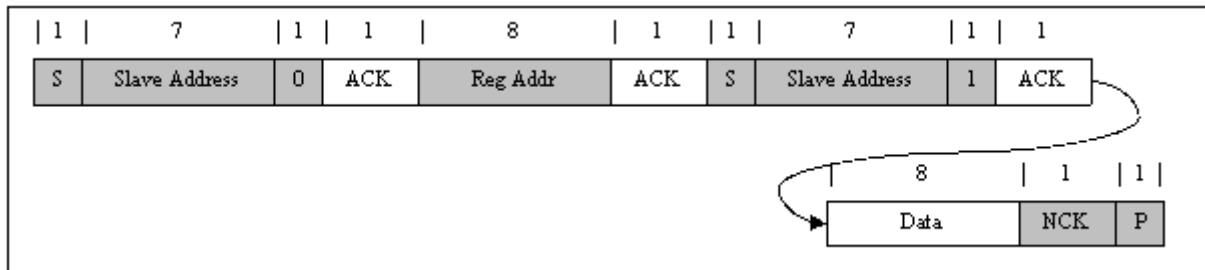 | 1 | 7 | 1 | 1 | 8 | 1 | 1 | 7 | 1 | 1
S Slave Address 0 ACK Reg Addr ACK S Slave Address 1 ACK
| 8 | 1 | 1 |
Data NCK P